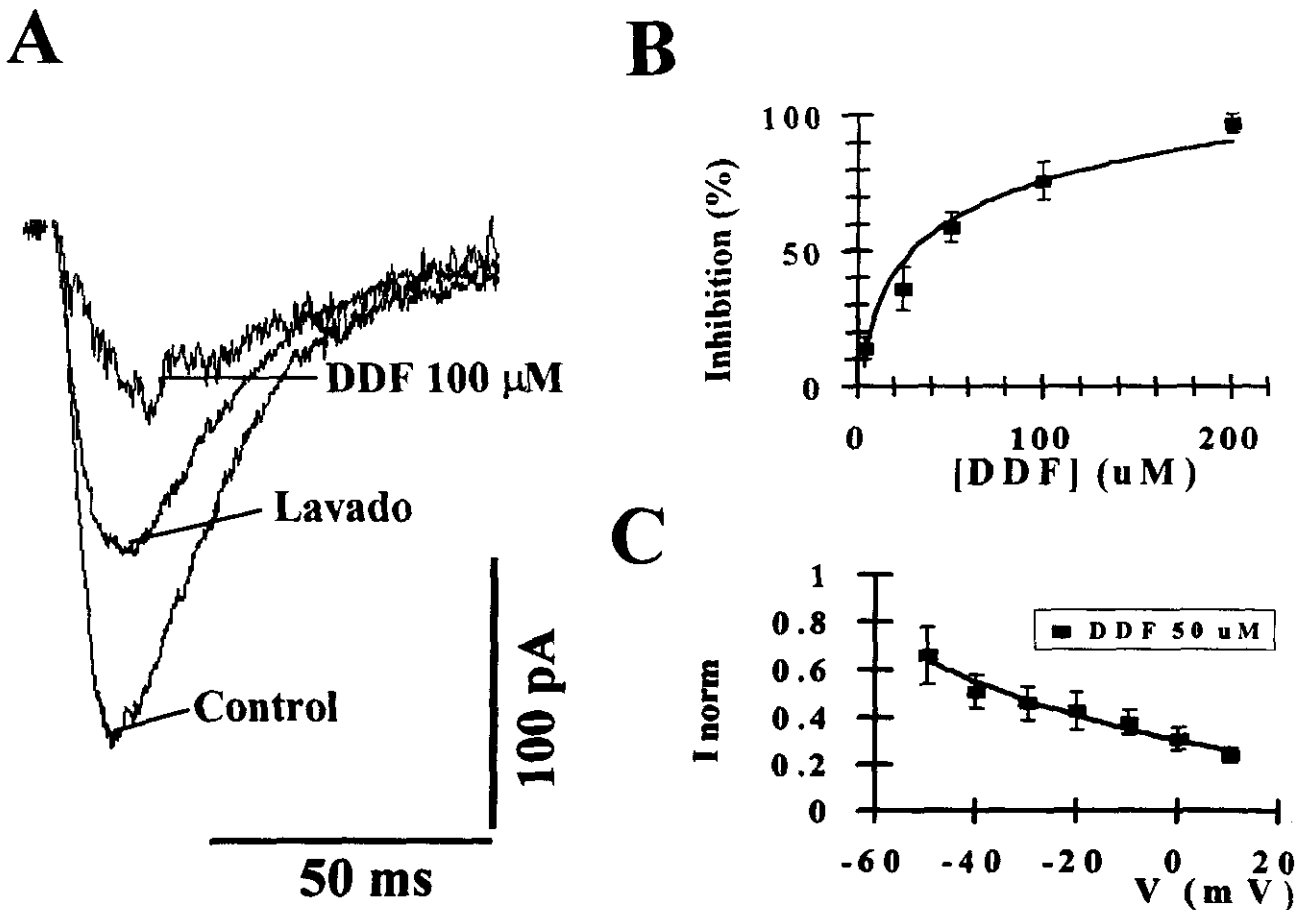 A
DDF 100 μM
Lavado
Control
100 pA
50 ms
B
Inhibition (%)
100
50
0
0 100 200
[DDF] (uM)
C
I norm
1
0.8
0.6
0.4
0.2
0
DDF 50 uM
-60 -40 -20 0 20
V (mV)